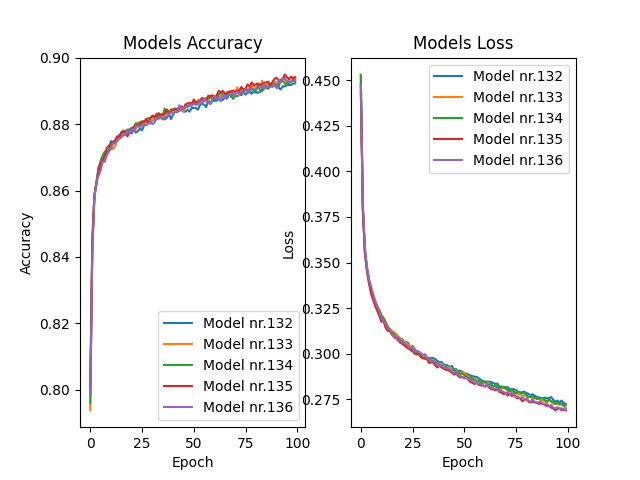 Models Accuracy
0.90
0.88
0.86
0.84
0.82
0.80
Accuracy
Model nr.132
Model nr.133
Model nr.134
Model nr.135
Model nr.136
0 25 50 75 100
Epoch
Models Loss
0.450
0.425
0.400
0.375
0.350
0.325
0.300
0.275
Loss
Model nr.132
Model nr.133
Model nr.134
Model nr.135
Model nr.136
0 25 50 75 100
Epoch